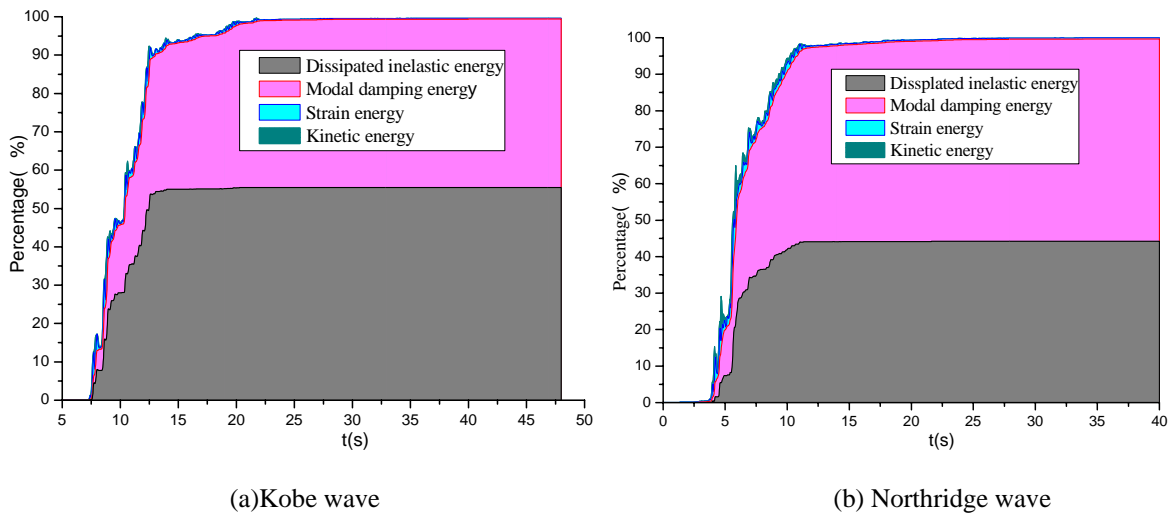 100
90
80
70
60
50
40
30
20
10
0
Percentage( %)
5 10 15 20 25 30 35 40 45 50
t(s)
Dissipated inelastic energy
Modal damping energy
Strain energy
Kinetic energy
(a)Kobe wave
100
90
80
70
60
50
40
30
20
10
0
Percentage( %)
0 5 10 15 20 25 30 35 40
t(s)
Dissplated inelastic energy
Modal damping energy
Strain energy
Kinetic energy
(b) Northridge wave